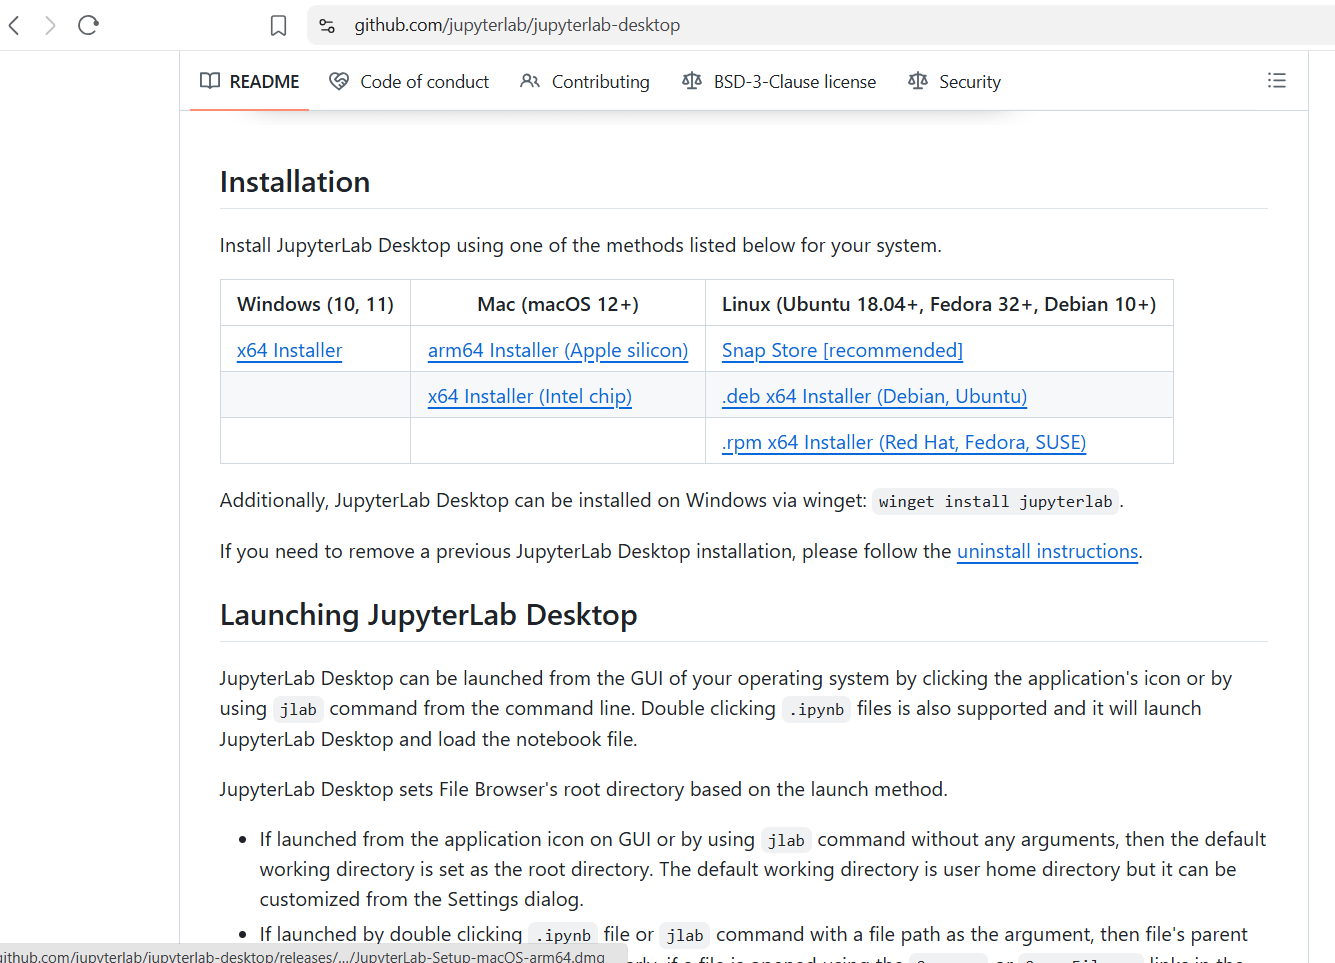 github.com/jupyterlab/jupyterlab-desktop
README Code of conduct Contributing BSD-3-Clause license Security
Installation
Install JupyterLab Desktop using one of the methods listed below for your system.
Windows (10, 11) Mac (macOS 12+) Linux (Ubuntu 18.04+, Fedora 32+, Debian 10+)
x64 Installer arm64 Installer (Apple silicon) Snap Store [recommended]
x64 Installer (Intel chip) .deb x64 Installer (Debian, Ubuntu)
.rpm x64 Installer (Red Hat, Fedora, SUSE)
Additionally, JupyterLab Desktop can be installed on Windows via winget: winget install jupyterlab.
If you need to remove a previous JupyterLab Desktop installation, please follow the uninstall instructions.
Launching JupyterLab Desktop
JupyterLab Desktop can be launched from the GUI of your operating system by clicking the application's icon or by
using jlab command from the command line. Double clicking .ipynb files is also supported and it will launch
JupyterLab Desktop and load the notebook file.
JupyterLab Desktop sets File Browser's root directory based on the launch method.
• If launched from the application icon on GUI or by using jlab command without any arguments, then the default
working directory is set as the root directory. The default working directory is user home directory but it can be
customized from the Settings dialog.
• If launched by double clicking .ipynb file or jlab command with a file path as the argument, then file's parent
github.com/jupyterlab/jupyterlab-desktop/releases/.../JupyterLab-Setup-macOS-arm64.dmg
if a file is opened using the or links in the